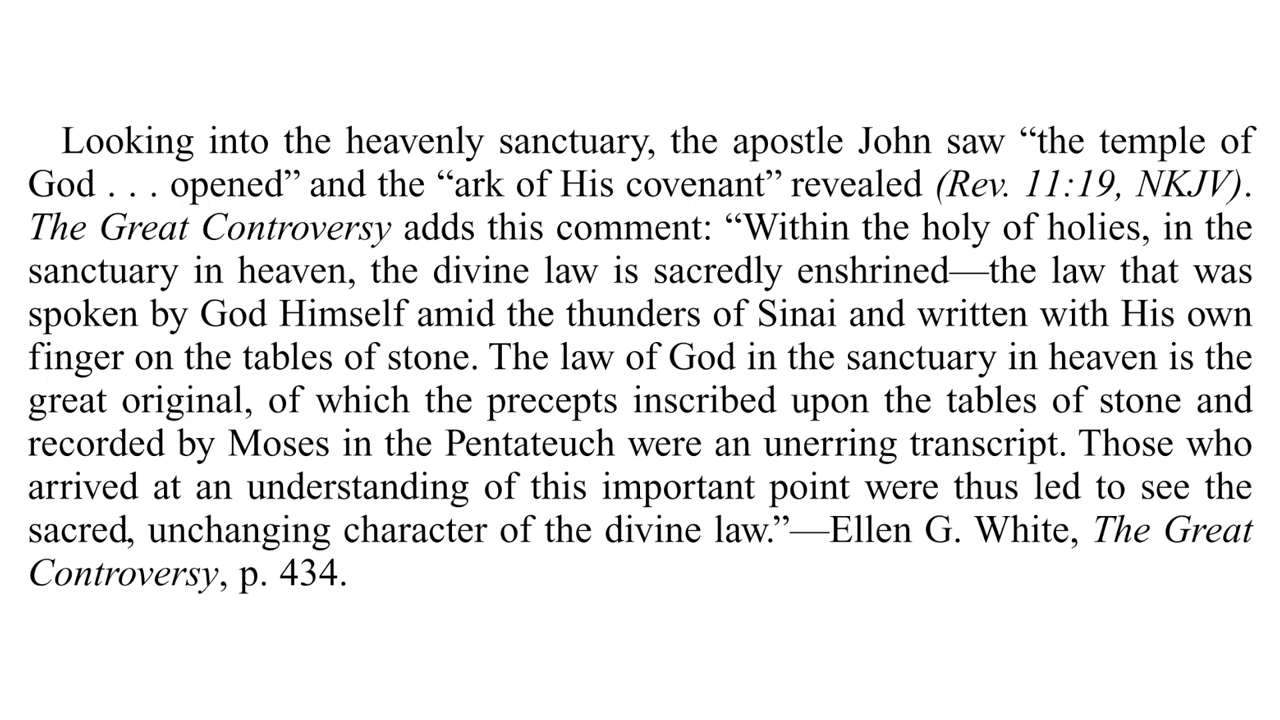 Looking into the heavenly sanctuary, the apostle John saw “the temple of
God . . . opened” and the “ark of His covenant” revealed (Rev. 11:19, NKJV).
The Great Controversy adds this comment: “Within the holy of holies, in the
sanctuary in heaven, the divine law is sacredly enshrined—the law that was
spoken by God Himself amid the thunders of Sinai and written with His own
finger on the tables of stone. The law of God in the sanctuary in heaven is the
great original, of which the precepts inscribed upon the tables of stone and
recorded by Moses in the Pentateuch were an unerring transcript. Those who
arrived at an understanding of this important point were thus led to see the
sacred, unchanging character of the divine law.”—Ellen G. White, The Great
Controversy, p. 434.